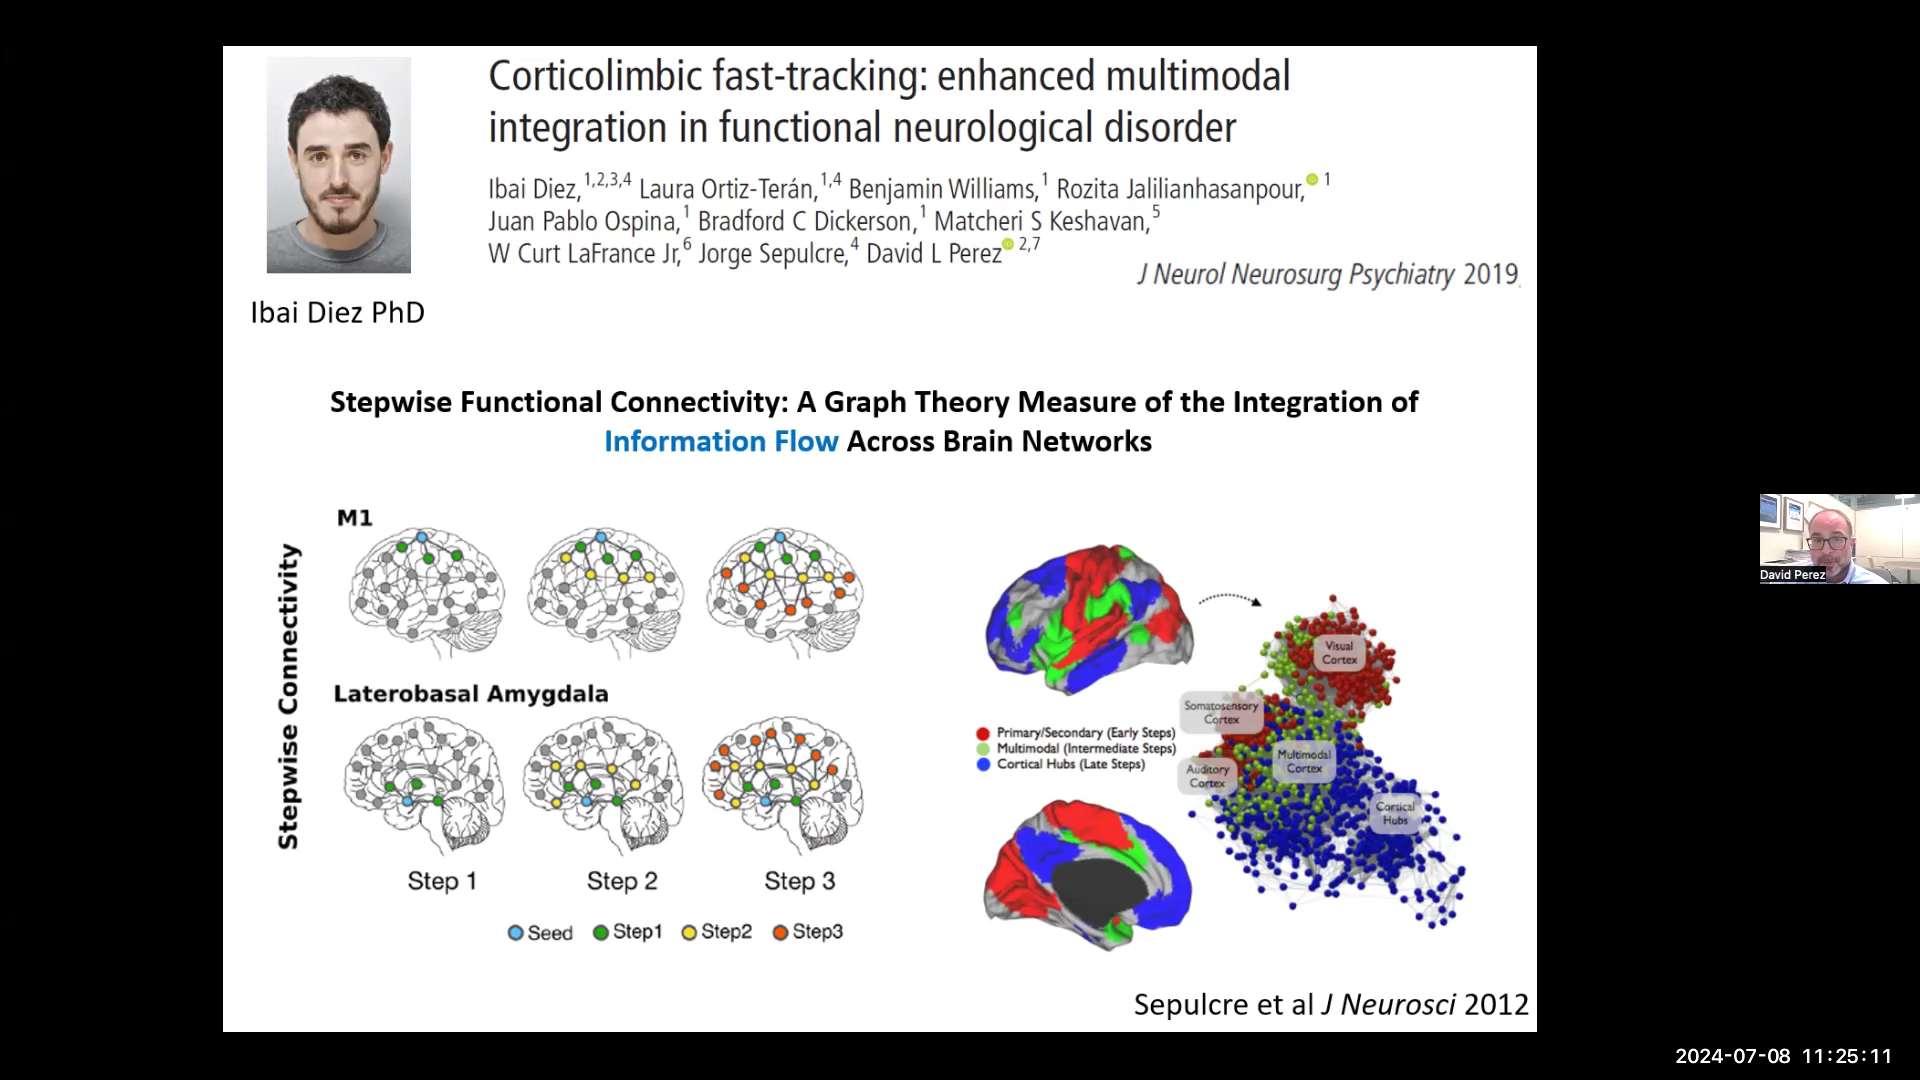 Corticolimbic fast-tracking: enhanced multimodal
integration in functional neurological disorder
Ibai Diez,1,2,3,4 Laura Ortiz-Terán,1,4 Benjamin Williams,1 Rozita Jalilianhasanpour,1
Juan Pablo Ospina,1 Bradford C Dickerson,1 Matcheri S Keshavan,5
W Curt LaFrance Jr,6 Jorge Sepulcre,4 David L Perez 2,7
J Neurol Neurosurg Psychiatry 2019,
Ibai Diez PhD
Stepwise Functional Connectivity: A Graph Theory Measure of the Integration of
Information Flow Across Brain Networks
Stepwise Connectivity
M1
Laterobasal Amygdala
Step 1 Step 2 Step 3
Seed Step1 Step2 Step3
Primary/Secondary (Early Steps)
Multimodal (Intermediate Steps)
Cortical Hubs (Late Steps)
Visual
Cortex
Somatosensory
Cortex
Multimodal
Cortex
Auditory
Cortex
Cortical
Hubs
Sepulcre et al J Neurosci 2012
David Perez
2024-07-08 11:25:11